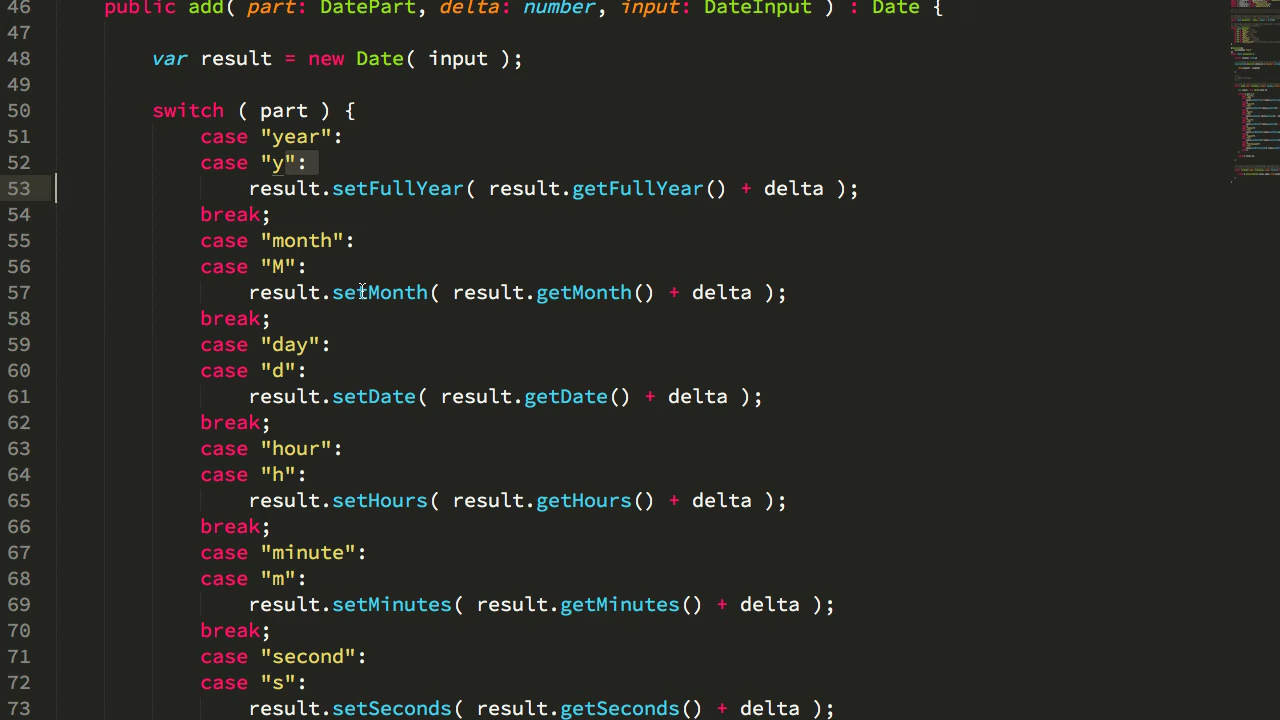 46 public add( part: DatePart, delta: number, input: DateInput ) : Date {
47
48 var result = new Date( input );
49
50 switch ( part ) {
51 case "year":
52 case "y":
53 result.setFullYear( result.getFullYear() + delta );
54 break;
55 case "month":
56 case "M":
57 result.setMonth( result.getMonth() + delta );
58 break;
59 case "day":
60 case "d":
61 result.setDate( result.getDate() + delta );
62 break;
63 case "hour":
64 case "h":
65 result.setHours( result.getHours() + delta );
66 break;
67 case "minute":
68 case "m":
69 result.setMinutes( result.getMinutes() + delta );
70 break;
71 case "second":
72 case "s":
73 result.setSeconds( result.getSeconds() + delta );